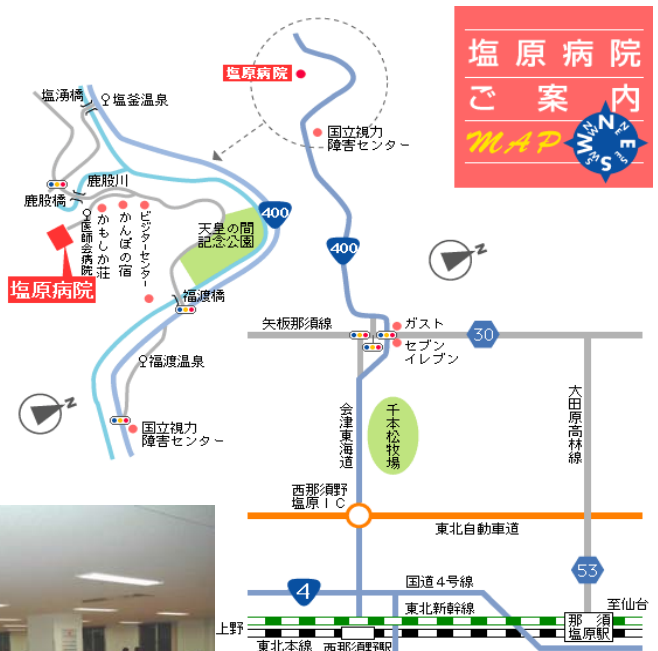 塩原病院
ご案内
MAP
N
E
S
W
塩原病院
国立視力
障害センター
塩湧橋
塩釜温泉
鹿股川
鹿股橋
医師会病院
かもしか荘
かんぽの宿
ビジターセンター
天皇の間
記念公園
400
400
塩原病院
福渡橋
福渡温泉
国立視力
障害センター
N
N
矢板那須線
ガスト
セブン
イレブン
30
会津東海道
千本松牧場
大田原高林線
西那須野
塩原IC
東北自動車道
53
4
国道4号線
東北新幹線
至仙台
上野
那須
塩原駅
東北本線
西那須野駅